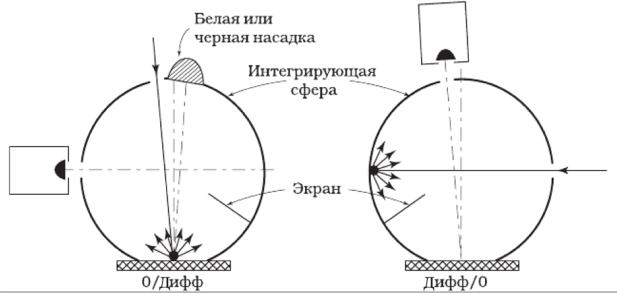 Белая или
черная насадка
Интегрирующая
сфера
Экран
0/Дифф
Дифф/0